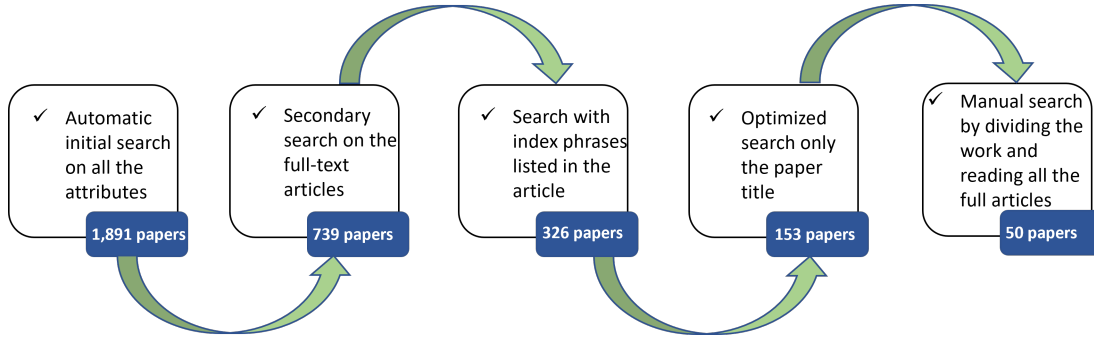 ✓ Automatic
initial search
on all the
attributes
1,891 papers
✓ Secondary
search on the
full-text
articles
739 papers
✓ Search with
index phrases
listed in the
article
326 papers
✓ Optimized
search only
the paper
title
153 papers
✓ Manual search
by dividing the
work and
reading all the
full articles
50 papers